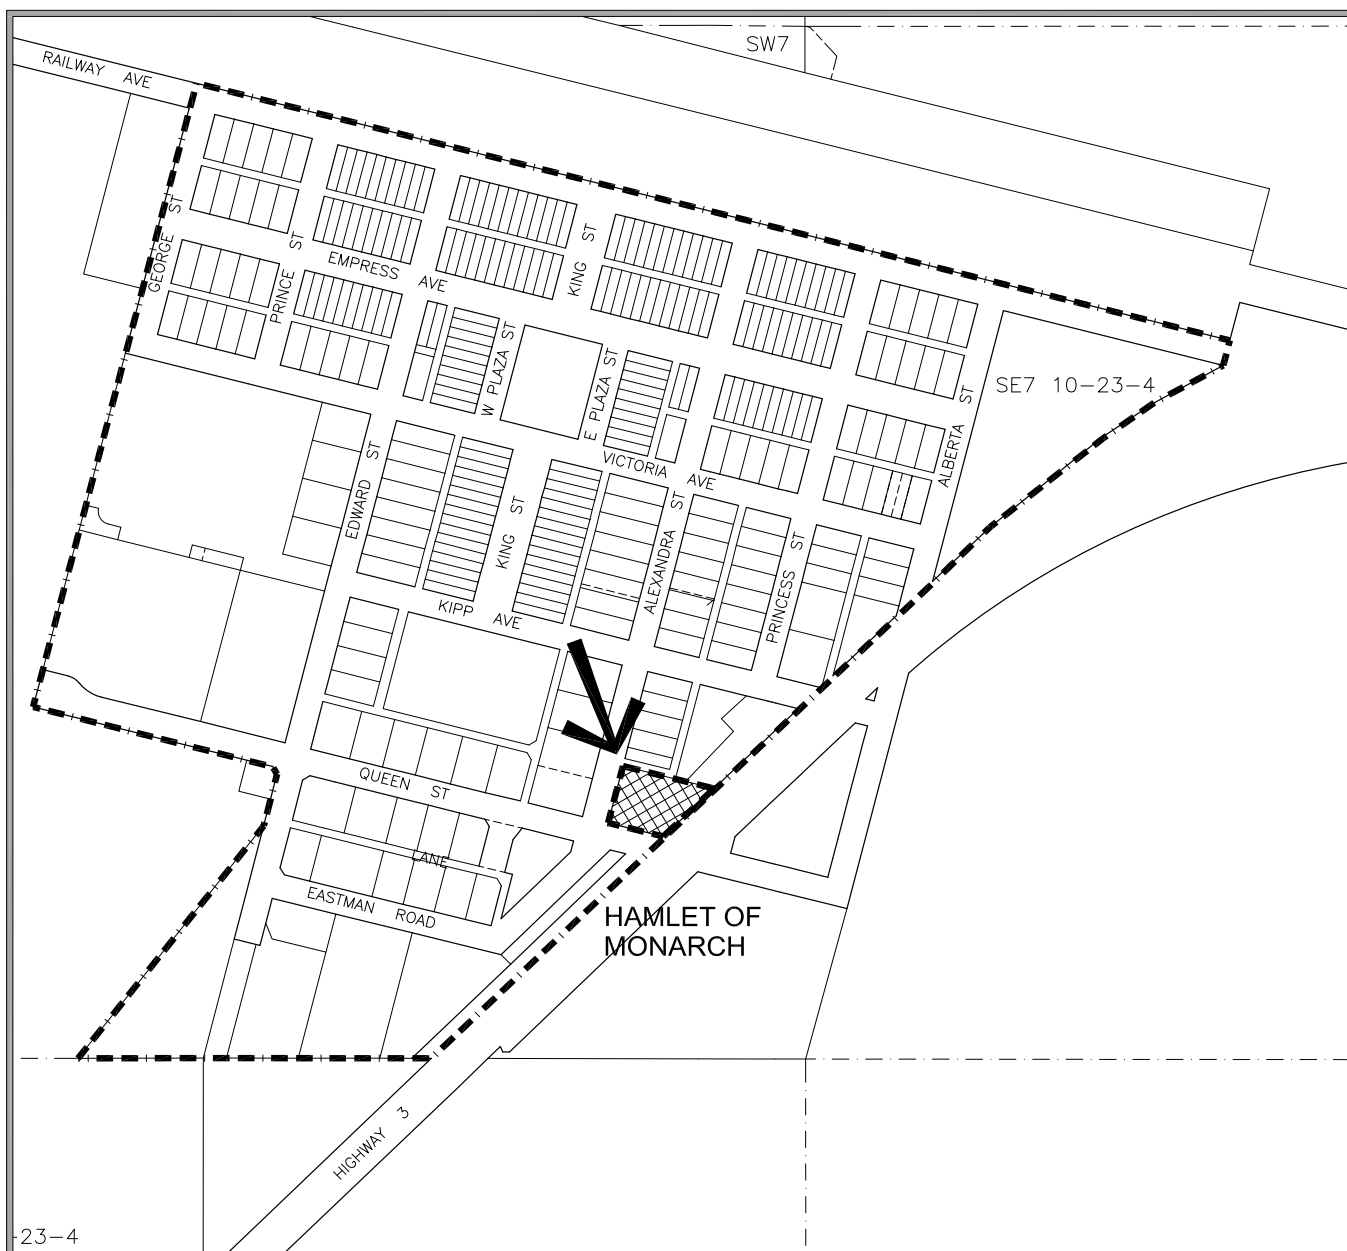 SW7
RAILWAY AVE
GEORGE ST
PRINCE ST
EMPRESS AVE
KING ST
W PLAZA ST
E PLAZA ST
SE7 10-23-4
ALBERTA ST
VICTORIA AVE
EDWARD ST
KING ST
ALEXANDRA ST
PRINCESS ST
KIPP AVE
QUEEN ST
LANE
EASTMAN ROAD
HAMLET OF
MONARCH
HIGHWAY 3
-23-4